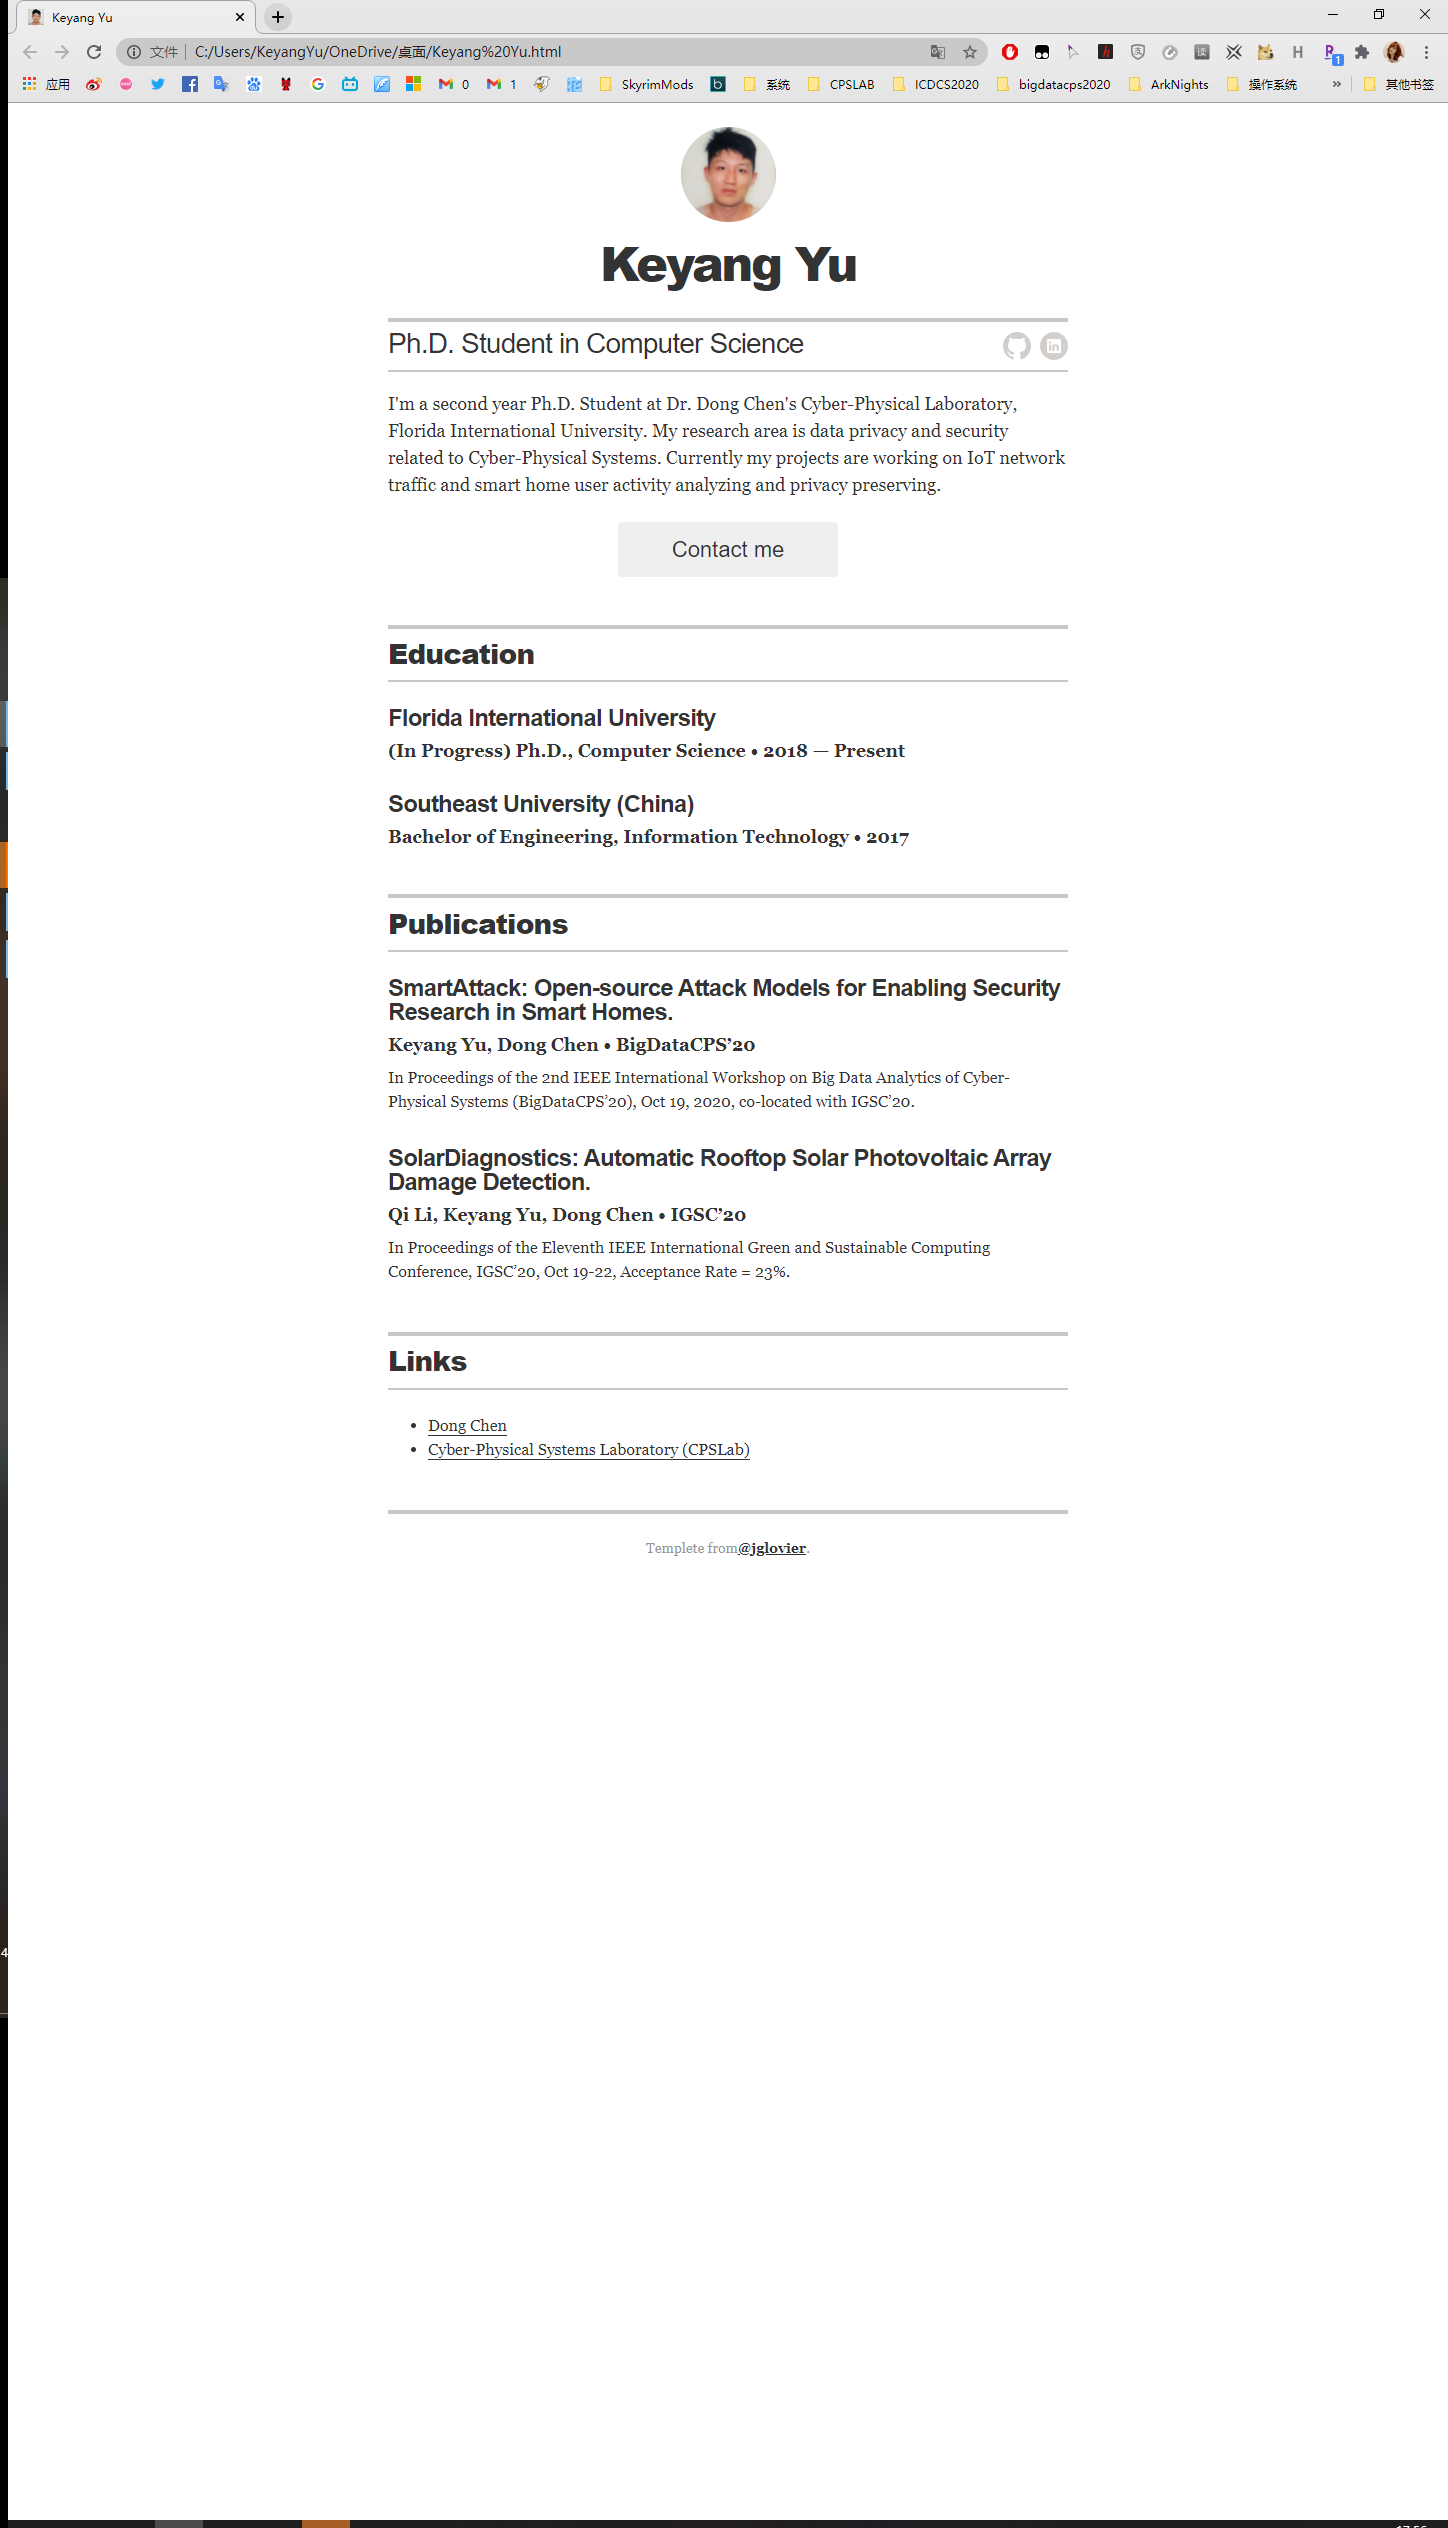 Keyang Yu
文件 C:/Users/KeyangYu/OneDrive/桌面/Keyang%20Yu.html
应用 0 1 SkyrimMods 系统 CPSLAB ICDCS2020 bigdatacps2020 ArkNights 操作系统 » 其他书签
Keyang Yu
Ph.D. Student in Computer Science
I'm a second year Ph.D. Student at Dr. Dong Chen's Cyber-Physical Laboratory,
Florida International University. My research area is data privacy and security
related to Cyber-Physical Systems. Currently my projects are working on IoT network
traffic and smart home user activity analyzing and privacy preserving.
Contact me
Education
Florida International University
(In Progress) Ph.D., Computer Science • 2018 — Present
Southeast University (China)
Bachelor of Engineering, Information Technology • 2017
Publications
SmartAttack: Open-source Attack Models for Enabling Security
Research in Smart Homes.
Keyang Yu, Dong Chen • BigDataCPS’20
In Proceedings of the 2nd IEEE International Workshop on Big Data Analytics of Cyber-
Physical Systems (BigDataCPS’20), Oct 19, 2020, co-located with IGSC’20.
SolarDiagnostics: Automatic Rooftop Solar Photovoltaic Array
Damage Detection.
Qi Li, Keyang Yu, Dong Chen • IGSC’20
In Proceedings of the Eleventh IEEE International Green and Sustainable Computing
Conference, IGSC’20, Oct 19-22, Acceptance Rate = 23%.
Links
• Dong Chen
• Cyber-Physical Systems Laboratory (CPSLab)
Templete from@jglovier.
4